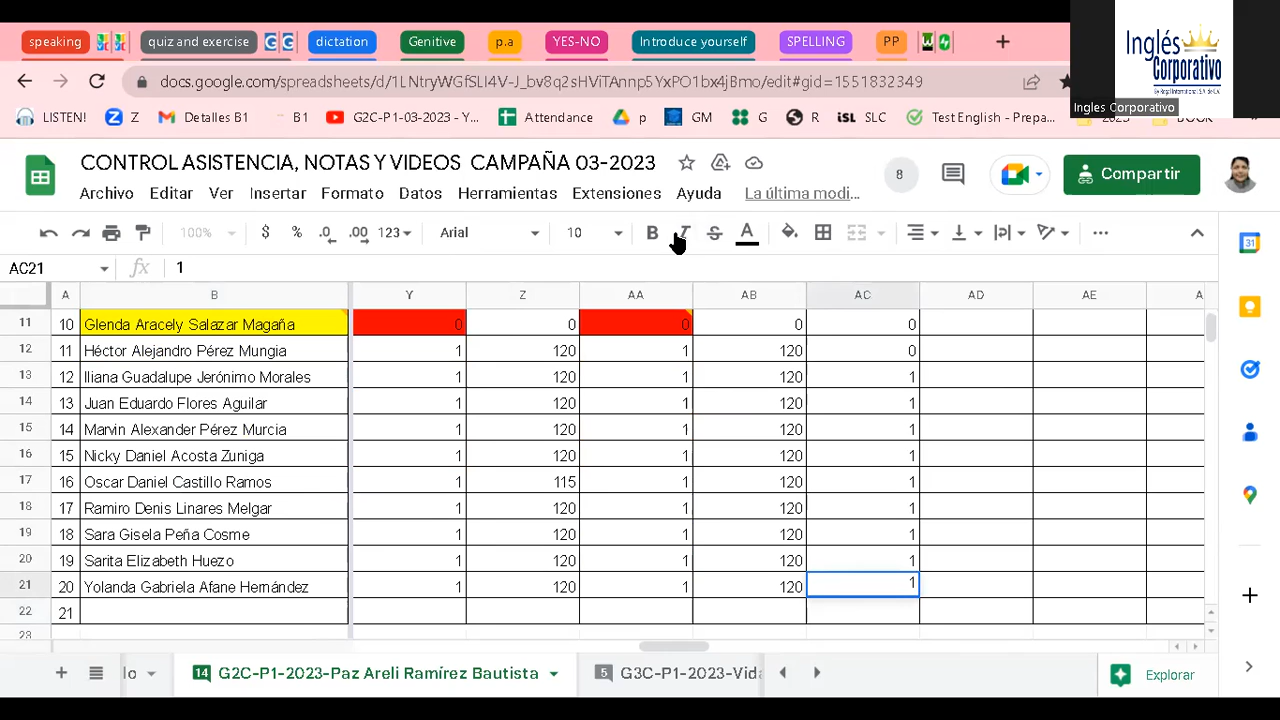 speaking quiz and exercise dictation Genitive p.a YES-NO Introduce yourself SPELLING PP
docs.google.com/spreadsheets/d/1LNtryWGfSLI4V-J_bv8q2sHViTAnnp5YxPO1bx4jBmo/edit#gid=1551832349
Inglés
Corporativo
Ingles Corporativo
LISTEN! Z Detalles B1 B1 G2C-P1-03-2023 - Y... Attendance p GM G R SLC Test English - Prepa... 2023 BOOK
CONTROL ASISTENCIA, NOTAS Y VIDEOS CAMPAÑA 03-2023
8
Compartir
Archivo Editar Ver Insertar Formato Datos Herramientas Extensiones Ayuda La última modi...
100% $ % .0 .00 123 Arial 10 B I S A
AC21 fx 1
A B Y Z AA AB AC AD AE A
11 10 Glenda Aracely Salazar Magaña 0 0 0 0 0
12 11 Héctor Alejandro Pérez Mungia 1 120 1 120 0
13 12 Iliana Guadalupe Jerónimo Morales 1 120 1 120 1
14 13 Juan Eduardo Flores Aguilar 1 120 1 120 1
15 14 Marvin Alexander Pérez Murcia 1 120 1 120 1
16 15 Nicky Daniel Acosta Zuniga 1 120 1 120 1
17 16 Oscar Daniel Castillo Ramos 1 115 1 120 1
18 17 Ramiro Denis Linares Melgar 1 120 1 120 1
19 18 Sara Gisela Peña Cosme 1 120 1 120 1
20 19 Sarita Elizabeth Huezo 1 120 1 120 1
21 20 Yolanda Gabriela Afane Hernández 1 120 1 120 1
22 21
23
lo 14 G2C-P1-2023-Paz Areli Ramírez Bautista 5 G3C-P1-2023-Vida Explorar